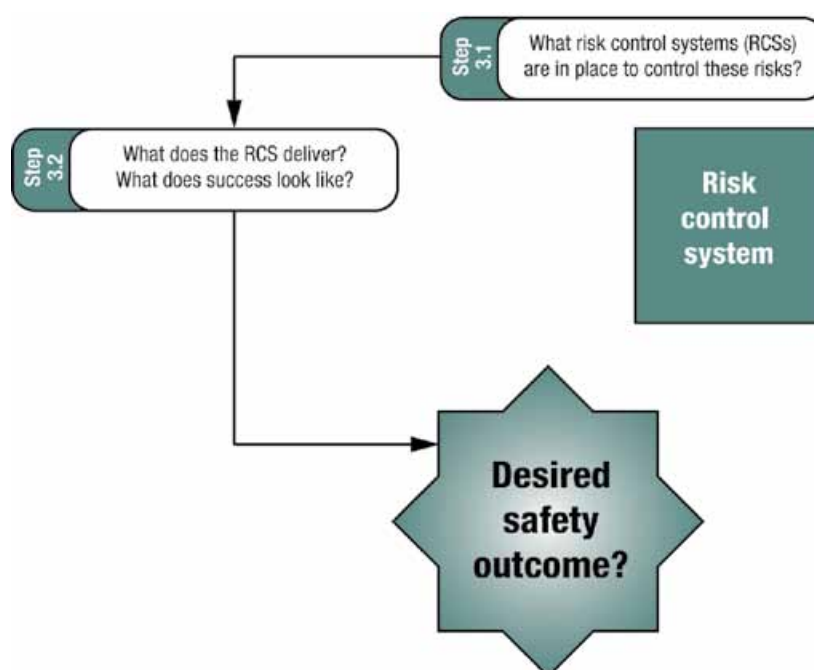 Step
3.1
What risk control systems (RCSs)
are in place to control these risks?
Step
3.2
What does the RCS deliver?
What does success look like?
Risk
control
system
Desired
safety
outcome?